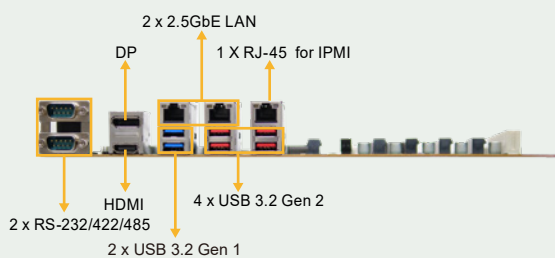 2 x 2.5GbE LAN
DP
1 X RJ-45 for IPMI
HDMI
4 x USB 3.2 Gen 2
2 x RS-232/422/485
2 x USB 3.2 Gen 1